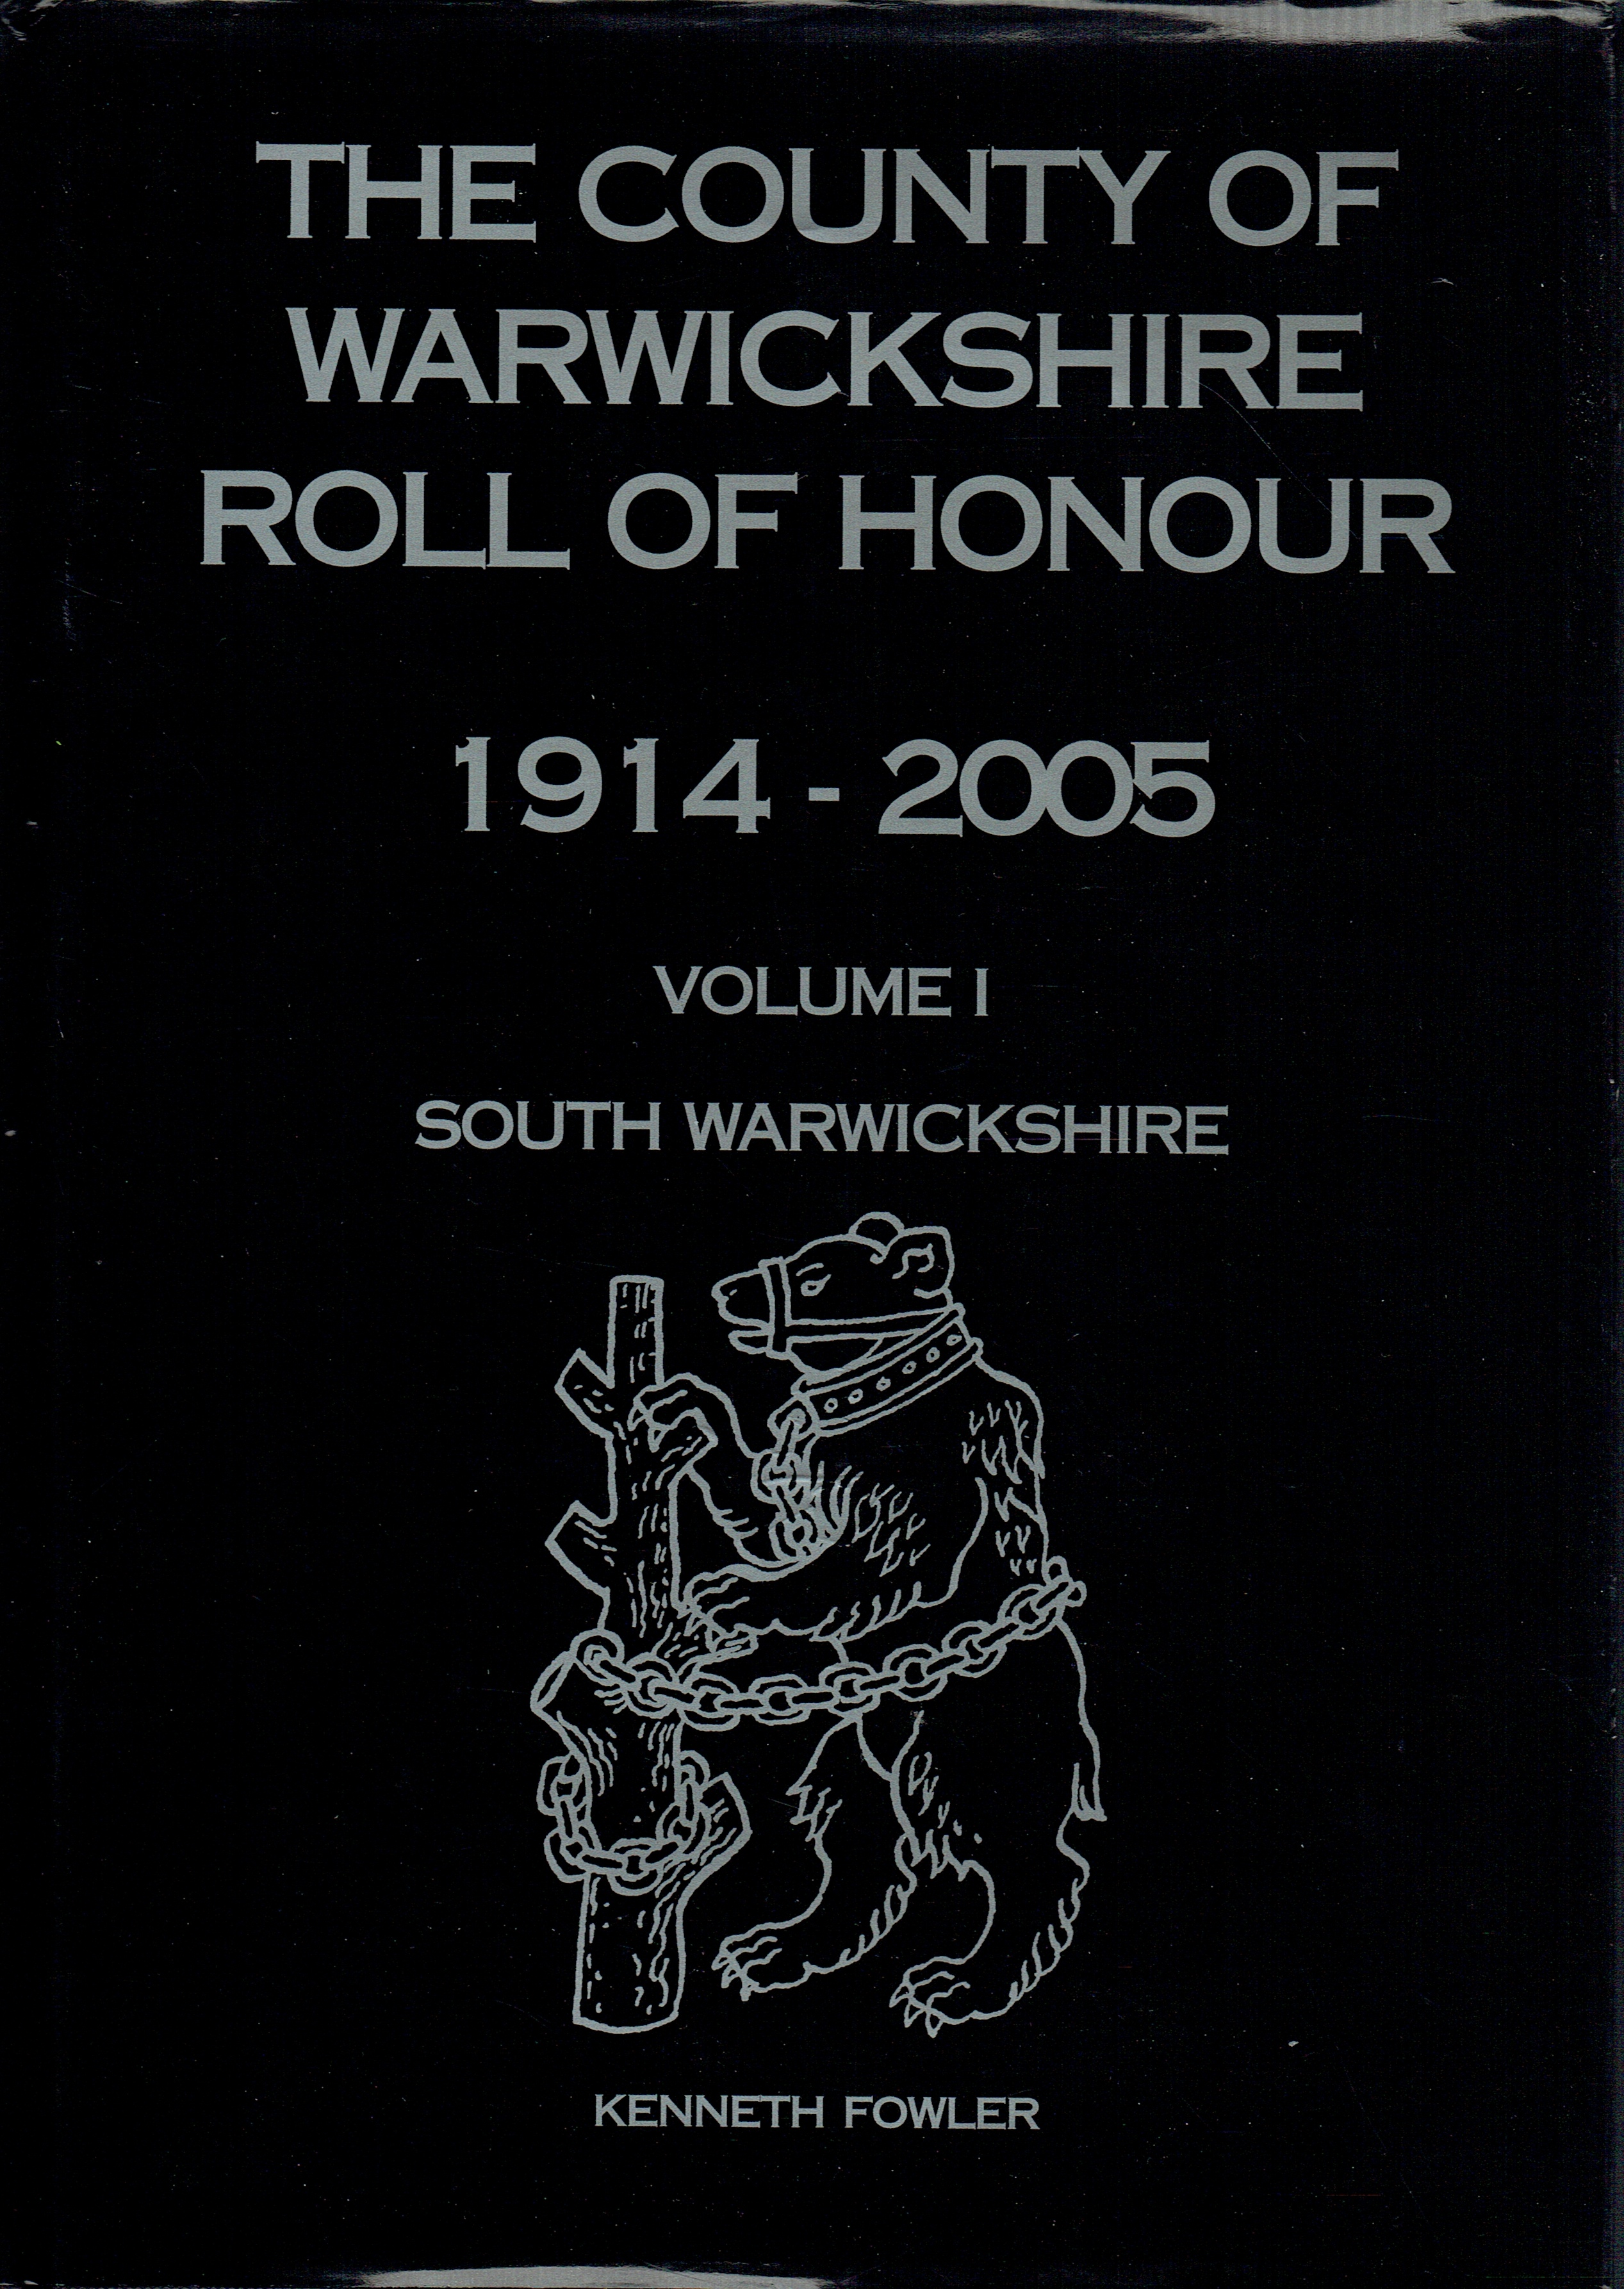 THE COUNTY OF
WARWICKSHIRE
ROLL OF HONOUR
1914 - 2005
VOLUME I
SOUTH WARWICKSHIRE
KENNETH FOWLER